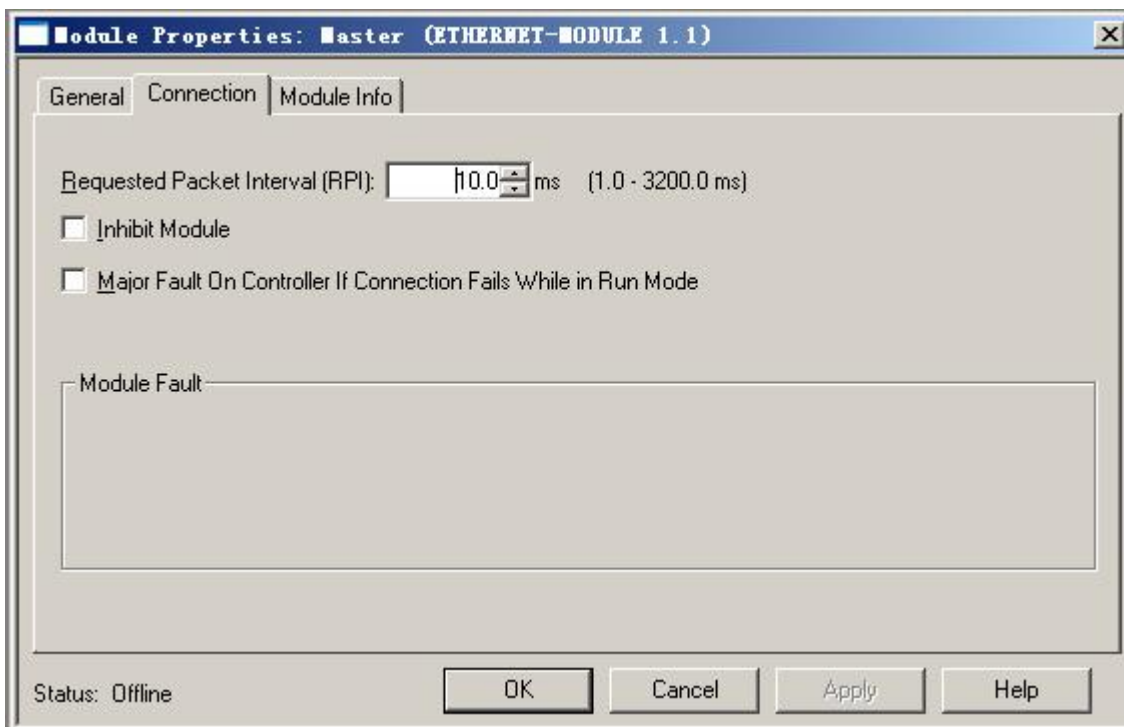 Module Properties: Master (ETHERNET-MODULE 1.1)
General Connection Module Info
Requested Packet Interval (RPI): 10.0 ms (1.0 - 3200.0 ms)
Inhibit Module
Major Fault On Controller If Connection Fails While in Run Mode
Module Fault
Status: Offline OK Cancel Apply Help